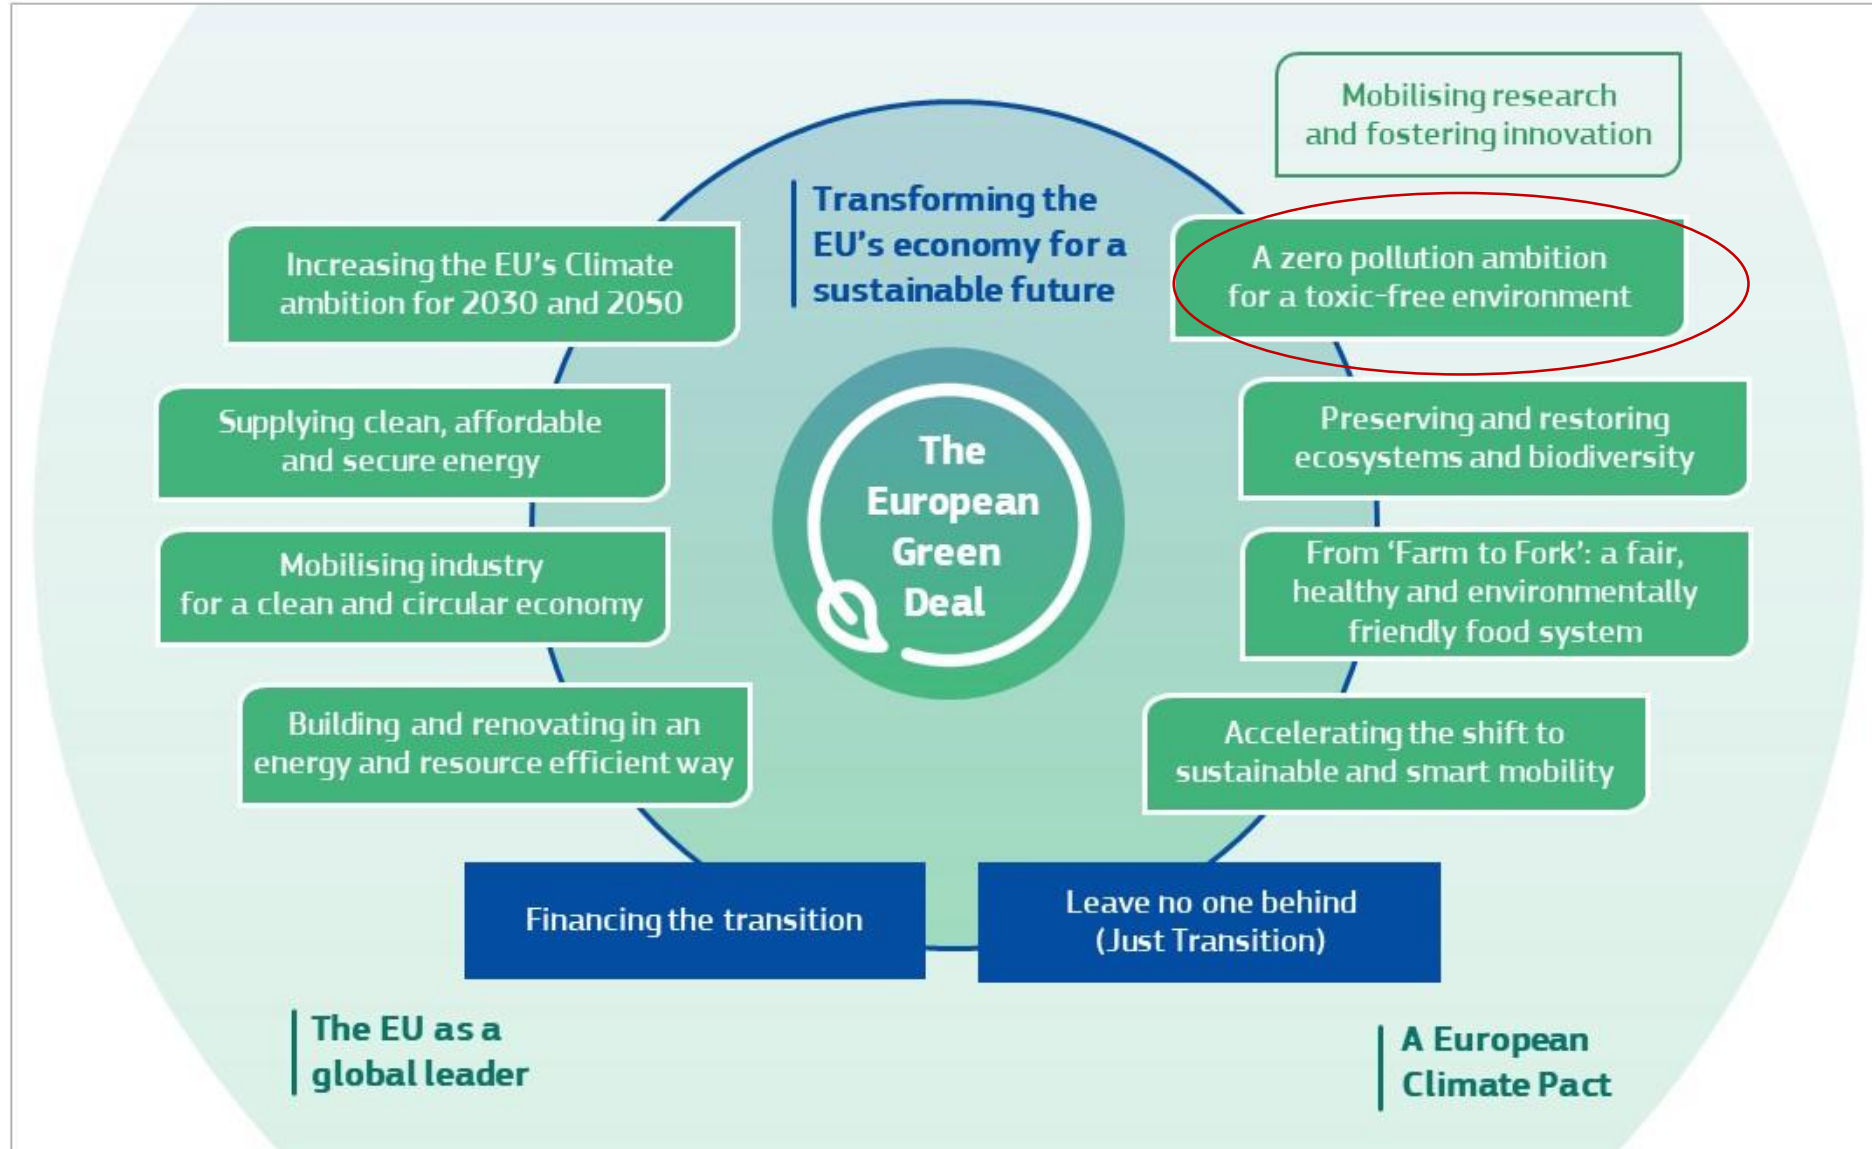 Mobilising research
and fostering innovation
Transforming the
EU's economy for a
sustainable future
Increasing the EU's Climate
ambition for 2030 and 2050
A zero pollution ambition
for a toxic-free environment
Supplying clean, affordable
and secure energy
The
European
Green
Deal
Preserving and restoring
ecosystems and biodiversity
Mobilising industry
for a clean and circular economy
From ‘Farm to Fork’: a fair,
healthy and environmentally
friendly food system
Building and renovating in an
energy and resource efficient way
Accelerating the shift to
sustainable and smart mobility
Financing the transition
Leave no one behind
(Just Transition)
The EU as a
global leader
A European
Climate Pact